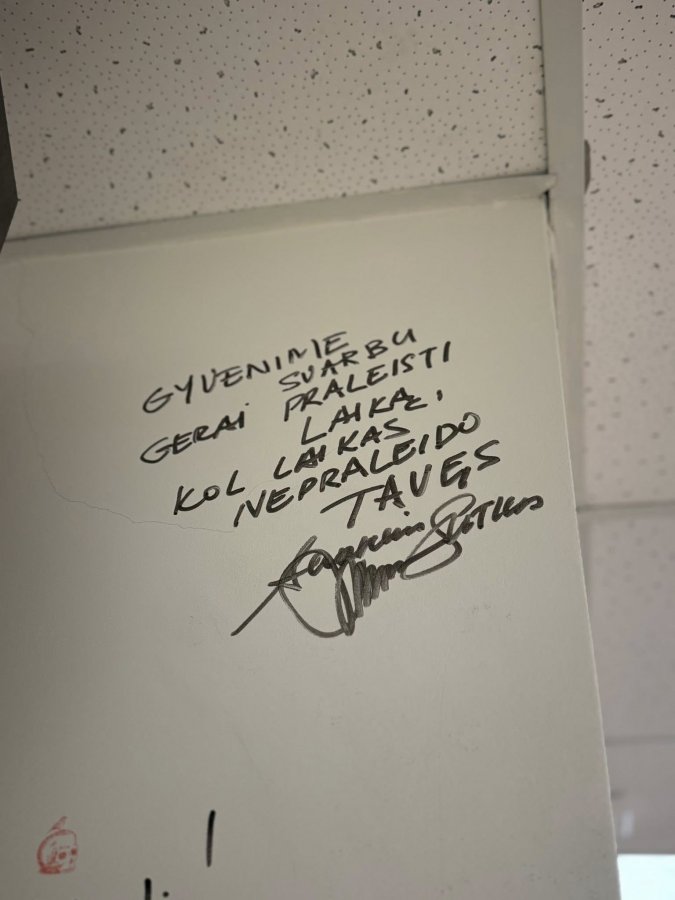 GYVENIME
SVARBU
GERAI PRALEISTI
LAIKĄ,
KOL LAIKAS
NEPRALEIDO
TAVĘS